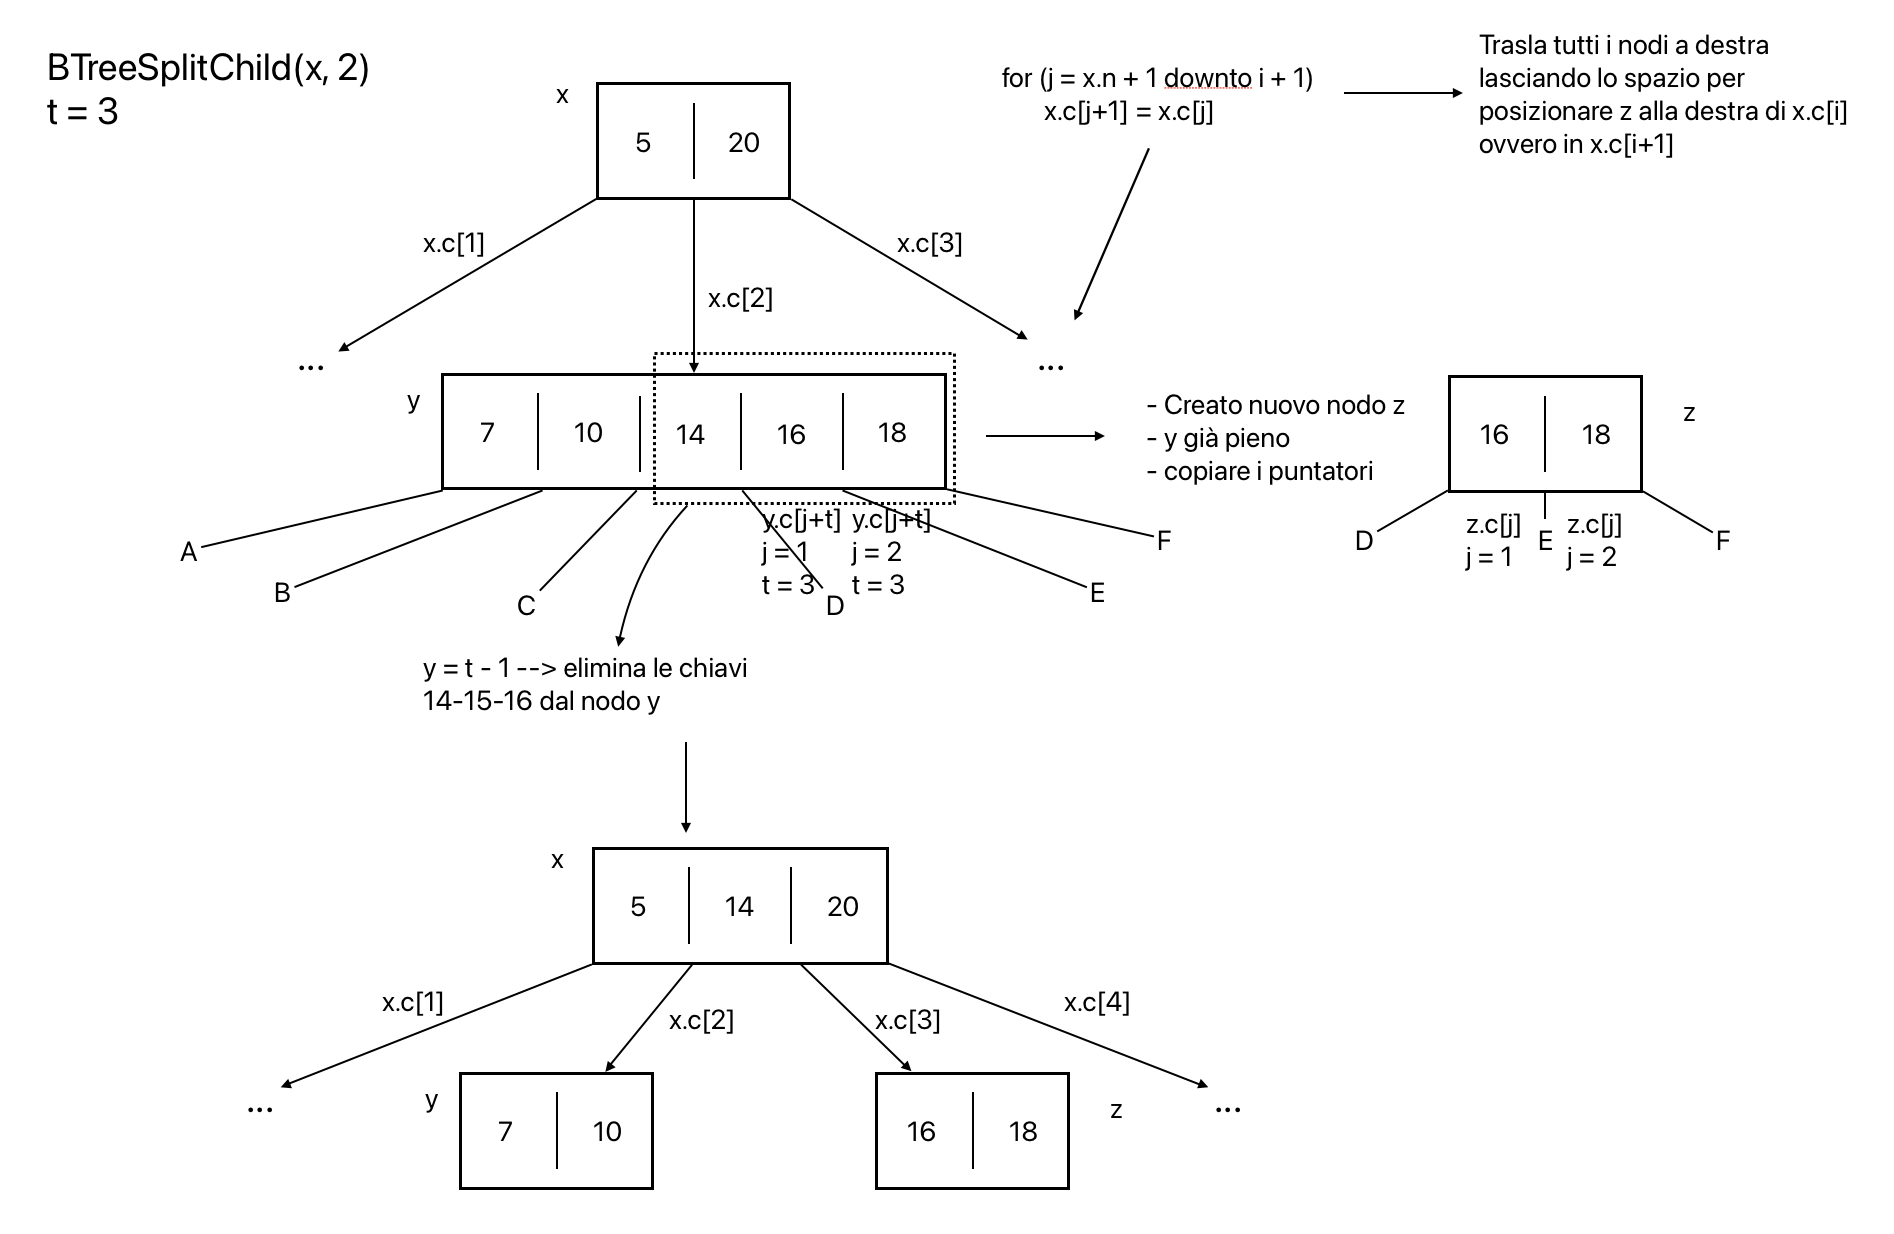 BTreeSplitChild(x, 2)
t = 3
x
5
20
for (j = x.n + 1 downto i + 1)
x.c[j+1] = x.c[j]
Trasla tutti i nodi a destra
lasciando lo spazio per
posizionare z alla destra di x.c[i]
ovvero in x.c[i+1]
x.c[1]
x.c[2]
x.c[3]
...
...
y
7
10
14
16
18
- Creato nuovo nodo z
- y già pieno
- copiare i puntatori
16
18
z
A
B
C
y.c[j+t]
j = 1
t = 3
D
y.c[j+t]
j = 2
t = 3
E
F
D
z.c[j]
j = 1
E
z.c[j]
j = 2
F
y = t - 1 --> elimina le chiavi
14-15-16 dal nodo y
x
5
14
20
x.c[1]
x.c[2]
x.c[3]
x.c[4]
...
y
7
10
16
18
z
...